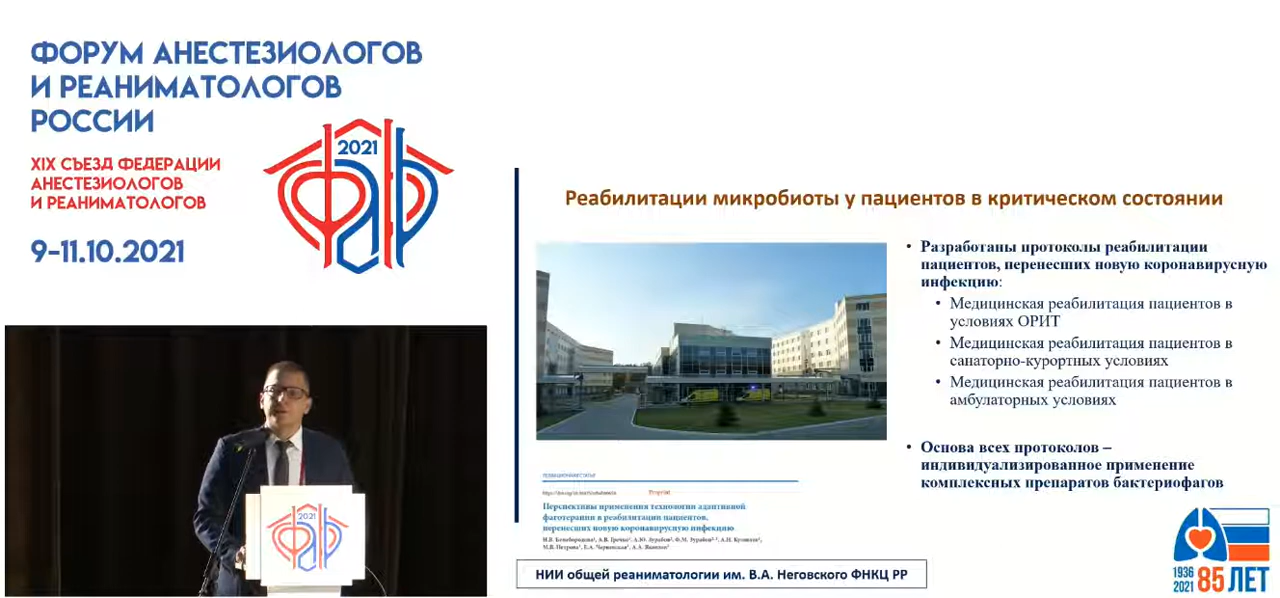 ФОРУМ АНЕСТЕЗИОЛОГОВ
И РЕАНИМАТОЛОГОВ
РОССИИ
XIX СЪЕЗД ФЕДЕРАЦИИ
АНЕСТЕЗИОЛОГОВ
И РЕАНИМАТОЛОГОВ
9-11.10.2021
2021
ФАР
2021
ФАР
Реабилитации микробиоты у пациентов в критическом состоянии
• Разработаны протоколы реабилитации
пациентов, перенесших новую коронавирусную
инфекцию:
• Медицинская реабилитация пациентов в
условиях ОРИТ
• Медицинская реабилитация пациентов в
санаторно-курортных условиях
• Медицинская реабилитация пациентов в
амбулаторных условиях
• Основа всех протоколов –
индивидуализированное применение
комплексных препаратов бактериофагов
Перспективы применения технологии адаптивной
фаготерапии в реабилитации пациентов,
перенесших новую коронавирусную инфекцию
НИИ общей реаниматологии им. В.А. Неговского ФНКЦ РР
1936
2021
85 ЛЕТ